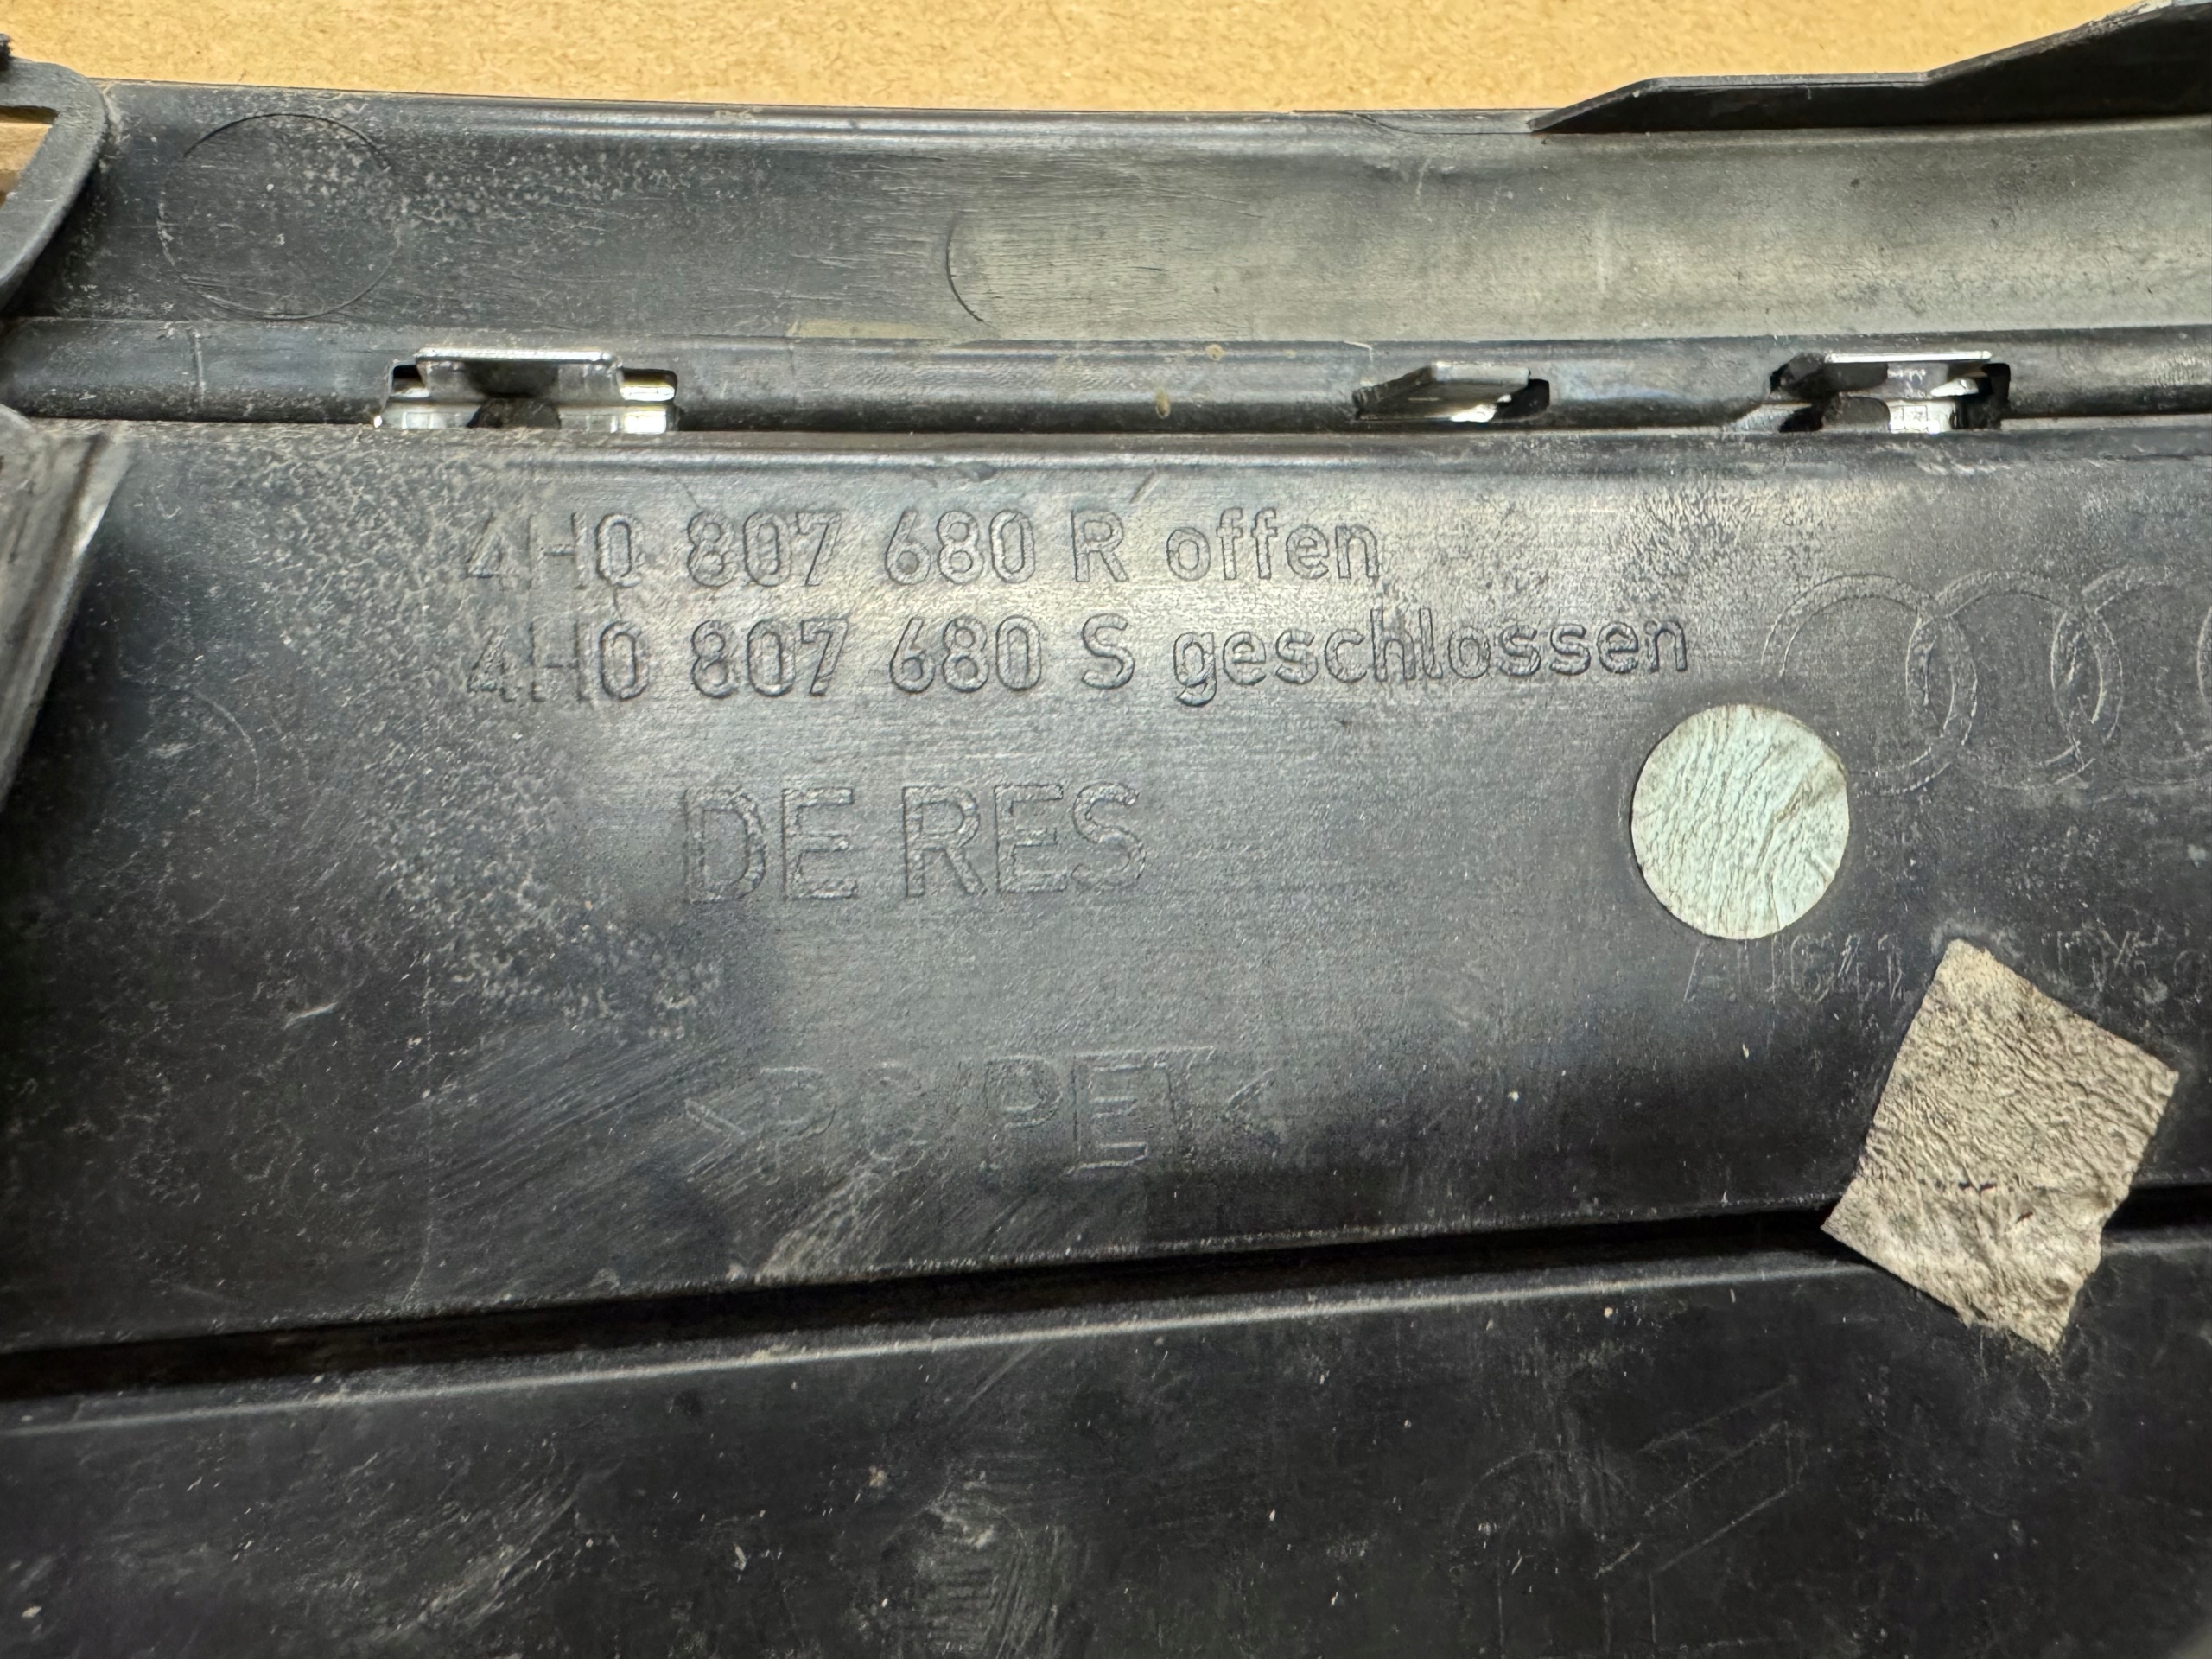 4H0 807 680 R offen
4H0 807 680 S geschlossen
DE RES